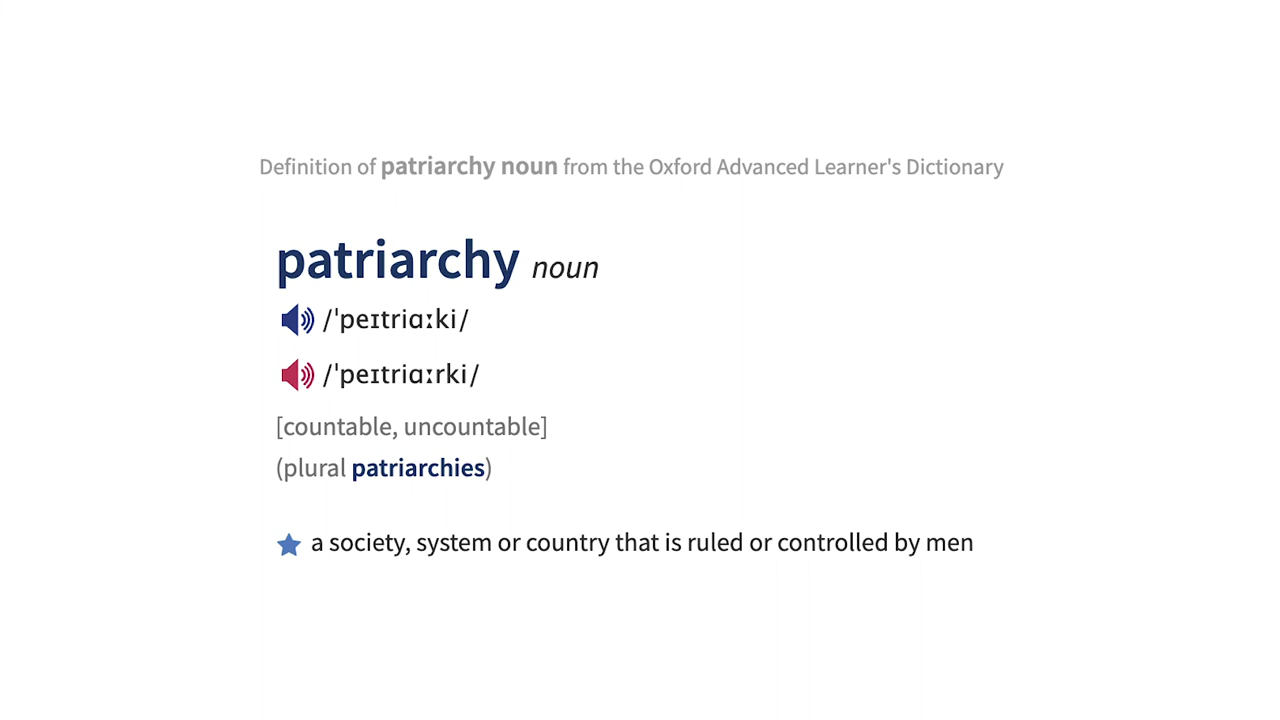 Definition of patriarchy noun from the Oxford Advanced Learner's Dictionary
patriarchy noun
/ˈpeɪtriɑːki/
/ˈpeɪtriɑːrki/
[countable, uncountable]
(plural patriarchies)
a society, system or country that is ruled or controlled by men